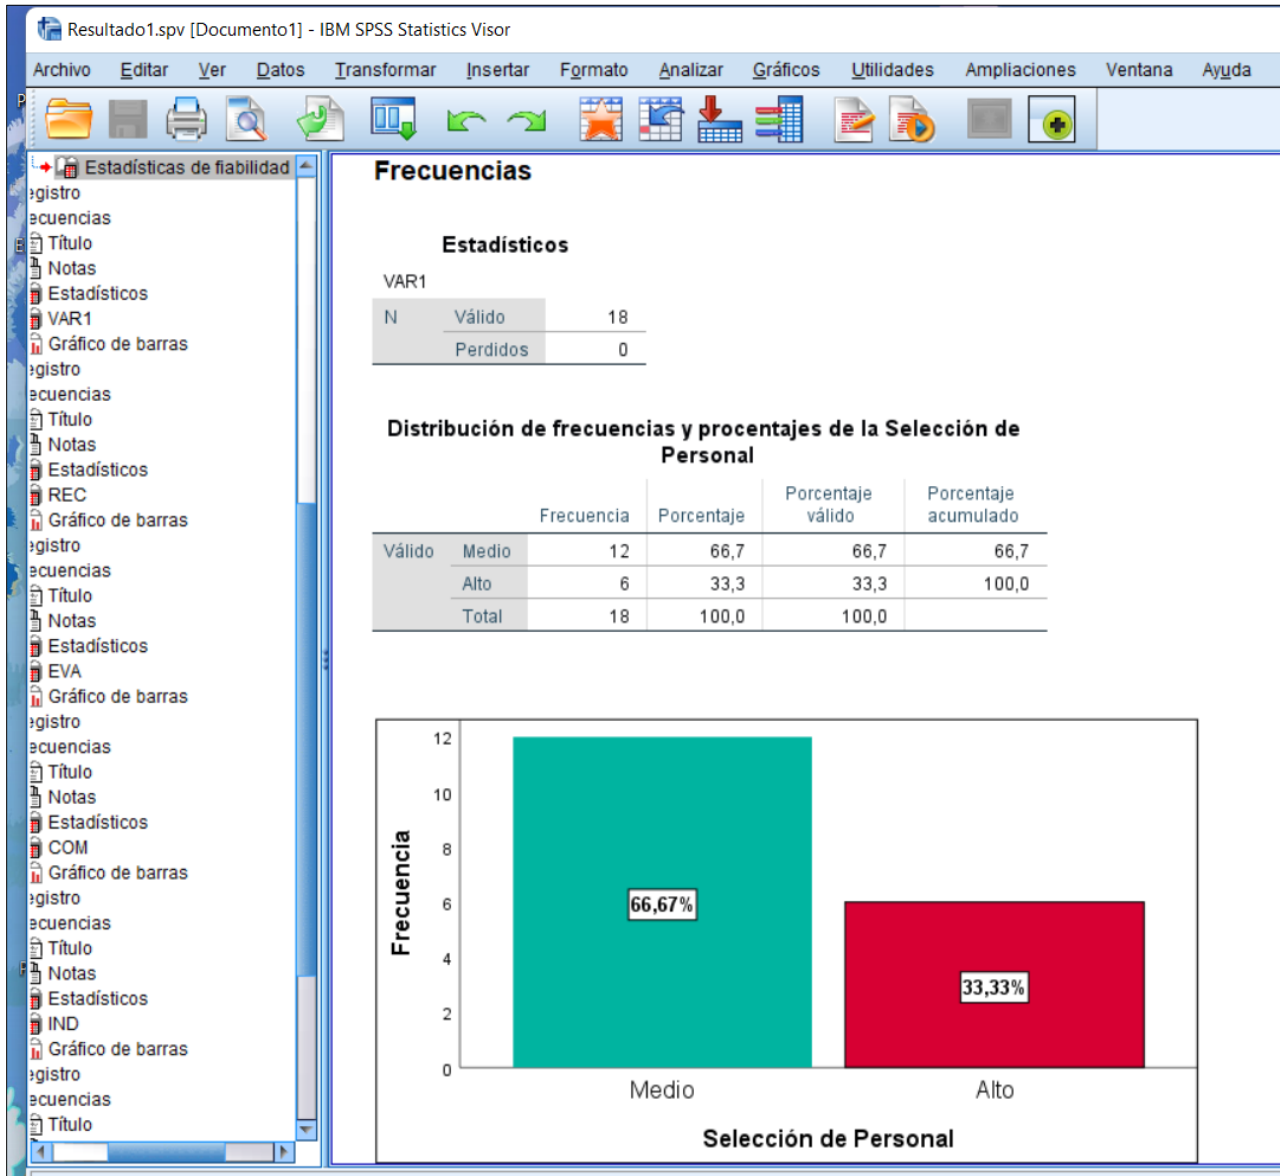 Resultado1.spv [Documento1] - IBM SPSS Statistics Visor
Archivo Editar Ver Datos Transformar Insertar Formato Analizar Gráficos Utilidades Ampliaciones Ventana Ayuda
Estadísticas de fiabilidad
egistro
ecuencias
Título
Notas
Estadísticos
VAR1
Gráfico de barras
egistro
ecuencias
Título
Notas
Estadísticos
REC
Gráfico de barras
egistro
ecuencias
Título
Notas
Estadísticos
EVA
Gráfico de barras
egistro
ecuencias
Título
Notas
Estadísticos
COM
Gráfico de barras
egistro
ecuencias
Título
Notas
Estadísticos
IND
Gráfico de barras
egistro
ecuencias
Título
Frecuencias
Estadísticos
VAR1
N Válido 18
Perdidos 0
Distribución de frecuencias y procentajes de la Selección de
Personal
Frecuencia Porcentaje Porcentaje válido Porcentaje acumulado
Válido Medio 12 66,7 66,7 66,7
Alto 6 33,3 33,3 100,0
Total 18 100,0 100,0
Frecuencia
12
10
8
6
4
2
0
66,67%
33,33%
Medio Alto
Selección de Personal